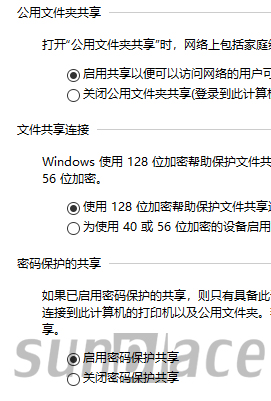 公用文件夹共享
打开“公用文件夹共享”时，网络上包括家庭
启用共享以便可以访问网络的用户可
关闭公用文件夹共享(登录到此计算机
文件共享连接
Windows 使用 128 位加密帮助保护文件共
56 位加密。
使用 128 位加密帮助保护文件共享
为使用 40 或 56 位加密的设备启用
密码保护的共享
如果已启用密码保护的共享，则只有具备此
连接到此计算机的打印机以及公用文件夹。
享。
启用密码保护共享
关闭密码保护共享